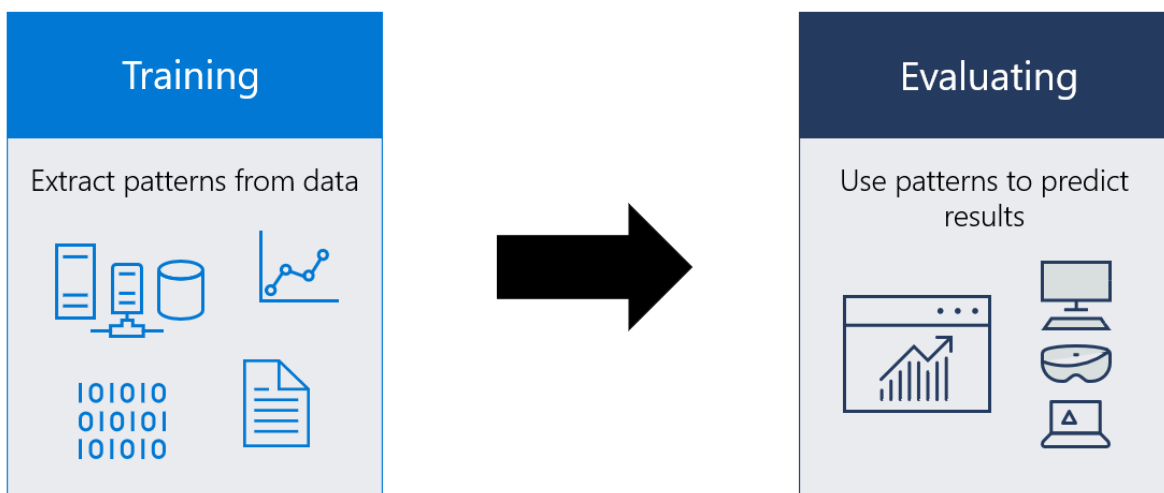 Training
Extract patterns from data
101010
010101
101010
Evaluating
Use patterns to predict
results